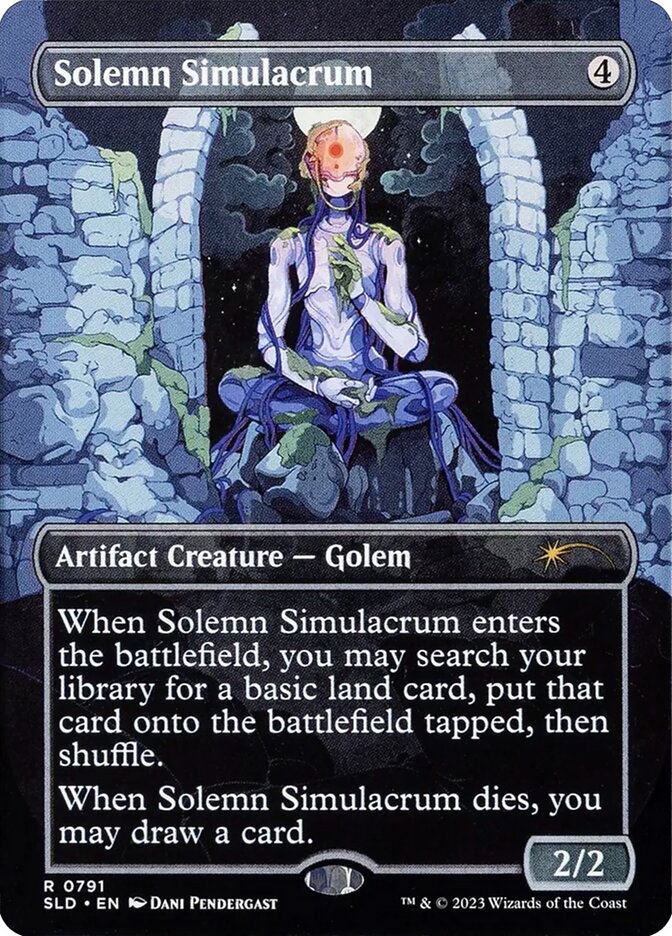 Solemn Simulacrum 4
Artifact Creature — Golem
When Solemn Simulacrum enters
the battlefield, you may search your
library for a basic land card, put that
card onto the battlefield tapped, then
shuffle.
When Solemn Simulacrum dies, you
may draw a card.
2/2
R 0791
SLD • EN Dani Pendergast
™ & © 2023 Wizards of the Coast